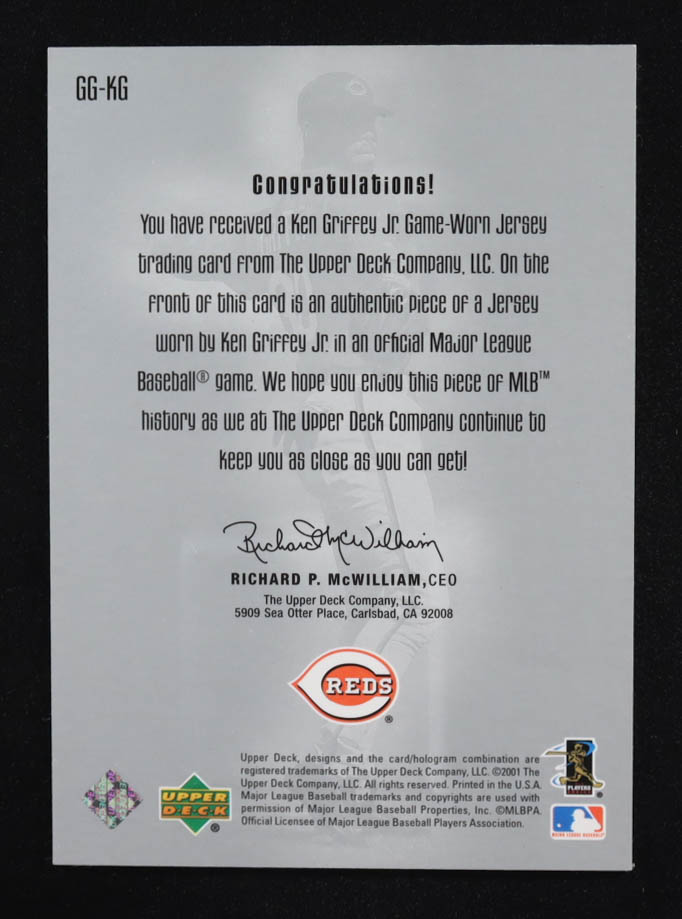 GG-KG
Congratulations!
You have received a Ken Griffey Jr. Game-Worn Jersey
trading card from The Upper Deck Company, LLC. On the
front of this card is an authentic piece of a Jersey
worn by Ken Griffey Jr. in an official Major League
Baseball® game. We hope you enjoy this piece of MLB™
history as we at The Upper Deck Company continue to
keep you as close as you can get!
Richard P. McWilliam
RICHARD P. McWILLIAM, CEO
The Upper Deck Company, LLC.
5909 Sea Otter Place, Carlsbad, CA 92008
REDS
®
Upper Deck, designs and the card/hologram combination are
registered trademarks of The Upper Deck Company, LLC. ©2001 The
Upper Deck Company, LLC. All rights reserved. Printed in the U.S.A.
Major League Baseball trademarks and copyrights are used with
permission of Major League Baseball Properties, Inc. ©MLBPA.
Official Licensee of Major League Baseball Players Association.
UPPER
DECK
®
PLAYERS
MAJOR LEAGUE BASEBALL